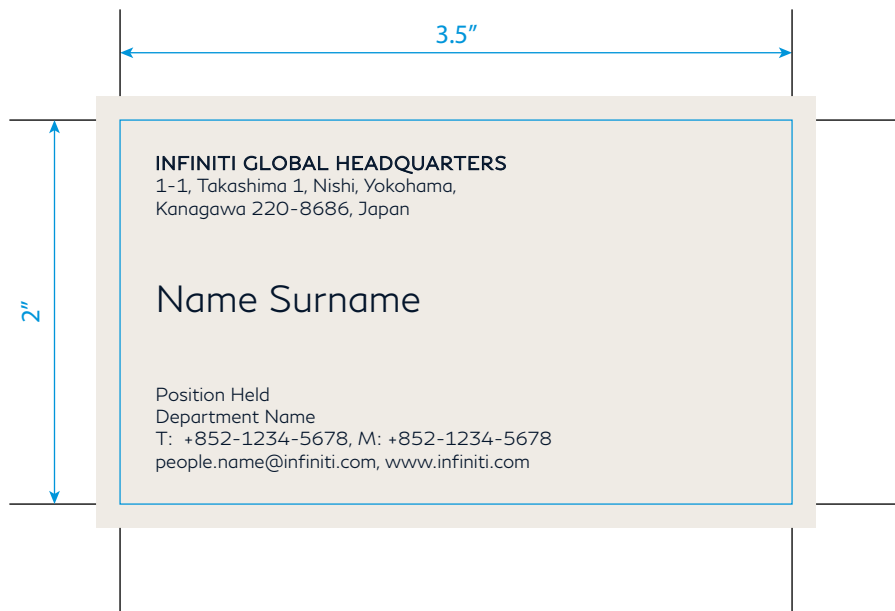 3.5″
2″
INFINITI GLOBAL HEADQUARTERS
1-1, Takashima 1, Nishi, Yokohama,
Kanagawa 220-8686, Japan
Name Surname
Position Held
Department Name
T:  +852-1234-5678, M: +852-1234-5678
people.name@infiniti.com, www.infiniti.com